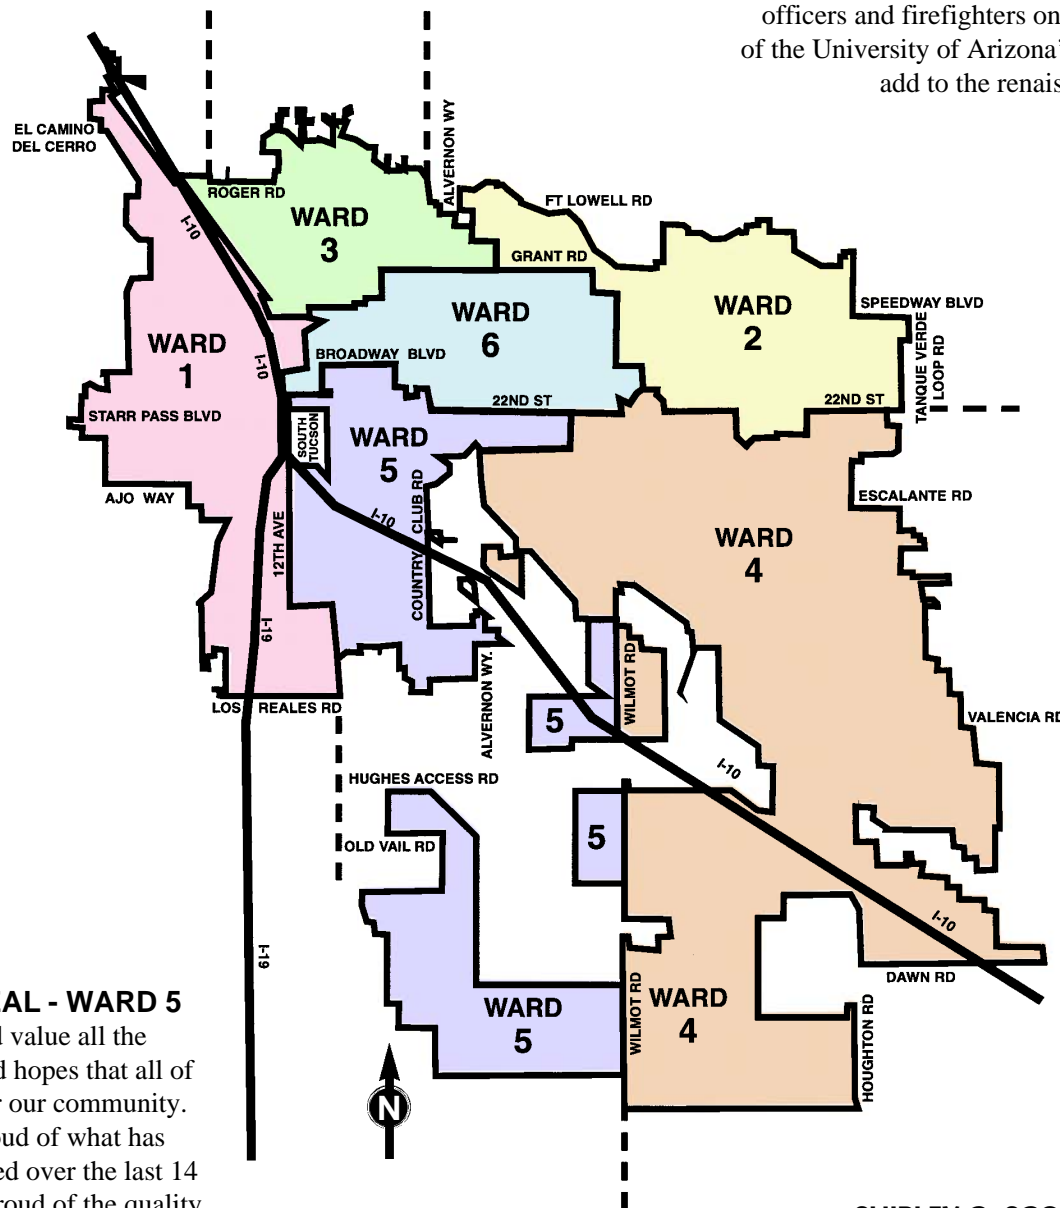 officers and firefighters on
of the University of Arizona'
add to the renais
ALVERNON WY
EL CAMINO
DEL CERRO
ROGER RD
FT LOWELL RD
I-10
WARD
3
GRANT RD
WARD
6
WARD
2
SPEEDWAY BLVD
TANQUE VERDE
LOOP RD
WARD
1
I-10
BROADWAY BLVD
22ND ST
22ND ST
STARR PASS BLVD
SOUTH
TUCSON
WARD
5
AJO WAY
ESCALANTE RD
COUNTRY CLUB RD
I-10
12TH AVE
WARD
4
I-19
WILMOT RD
LOS REALES RD
ALVERNON WY.
5
VALENCIA RD
I-10
HUGHES ACCESS RD
OLD VAIL RD
5
I-10
I-19
DAWN RD
EAL - WARD 5
WARD
5
WILMOT RD
WARD
4
HOUGHTON RD
d value all the
d hopes that all of
r our community.
oud of what has
ed over the last 14
roud of the quality
N